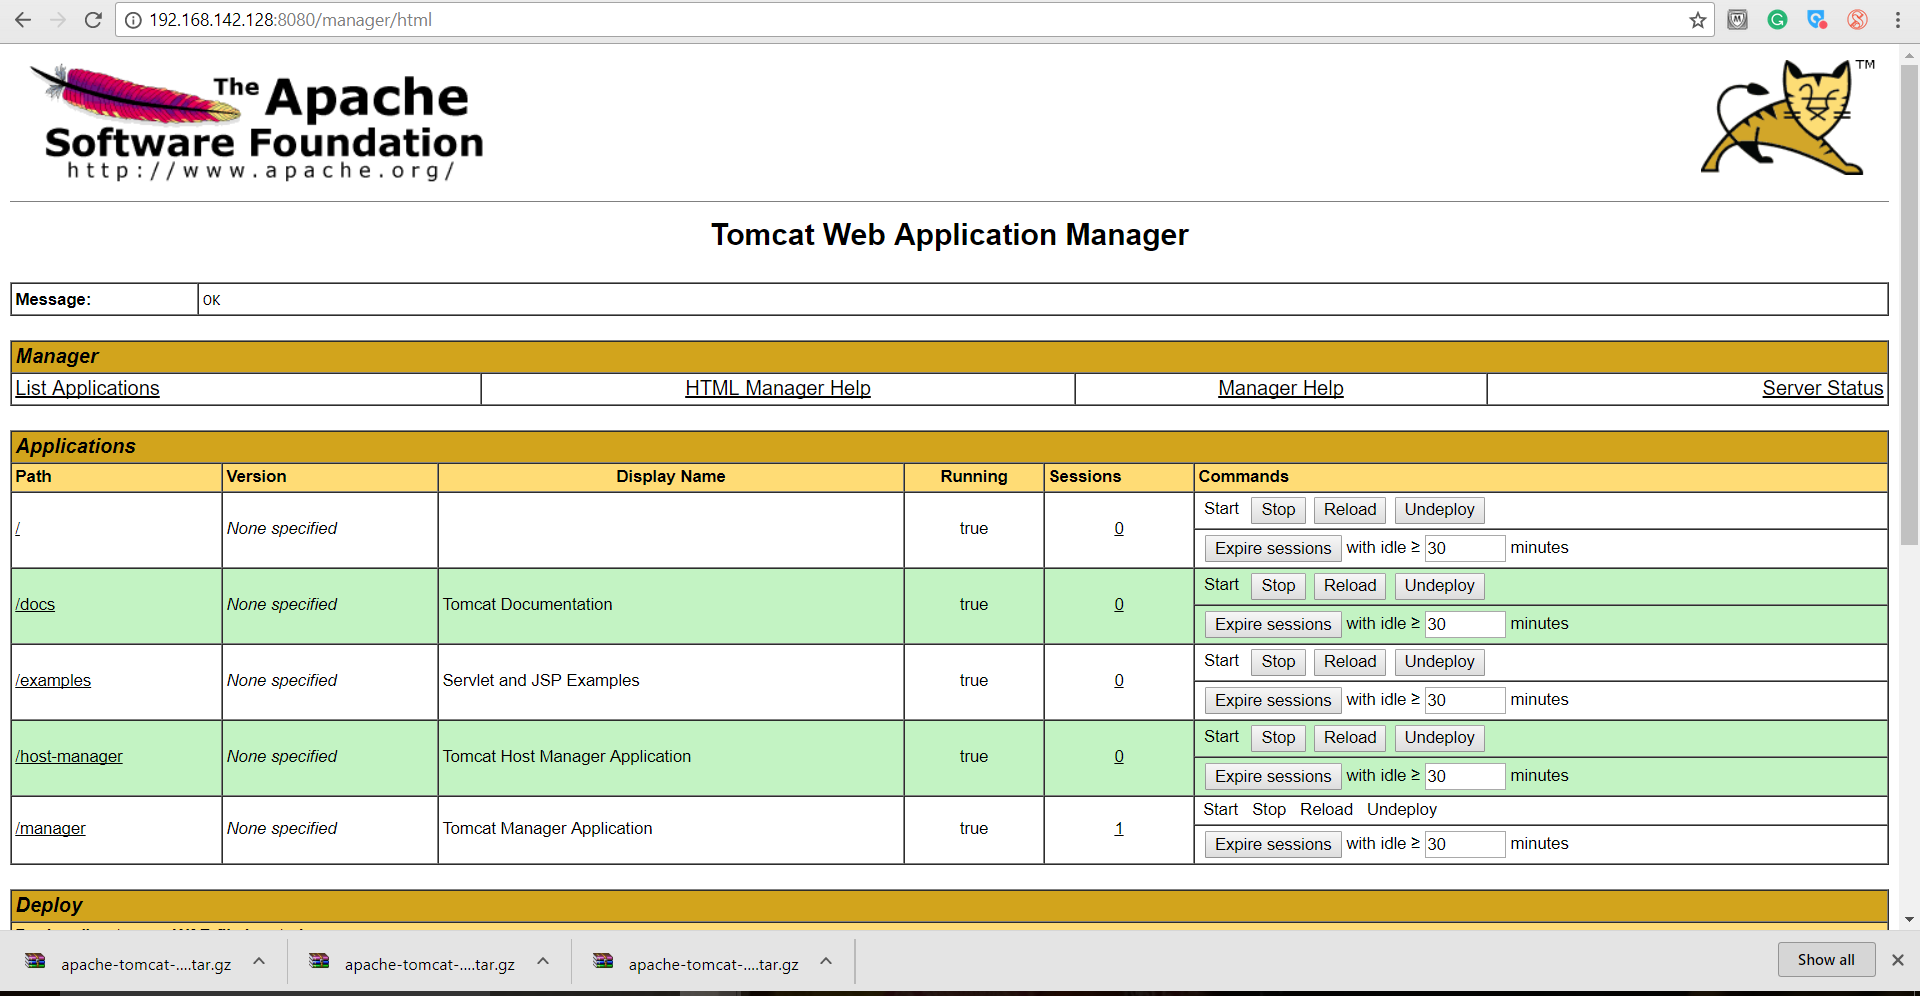 192.168.142.128:8080/manager/html
The Apache
Software Foundation
http://www.apache.org/
TM
Tomcat Web Application Manager
Message: OK
Manager
List Applications HTML Manager Help Manager Help Server Status
Applications
Path Version Display Name Running Sessions Commands
/ None specified true 0 Start Stop Reload Undeploy
Expire sessions with idle ≥ 30 minutes
/docs None specified Tomcat Documentation true 0 Start Stop Reload Undeploy
Expire sessions with idle ≥ 30 minutes
/examples None specified Servlet and JSP Examples true 0 Start Stop Reload Undeploy
Expire sessions with idle ≥ 30 minutes
/host-manager None specified Tomcat Host Manager Application true 0 Start Stop Reload Undeploy
Expire sessions with idle ≥ 30 minutes
/manager None specified Tomcat Manager Application true 1 Start Stop Reload Undeploy
Expire sessions with idle ≥ 30 minutes
Deploy
apache-tomcat-....tar.gz apache-tomcat-....tar.gz apache-tomcat-....tar.gz Show all